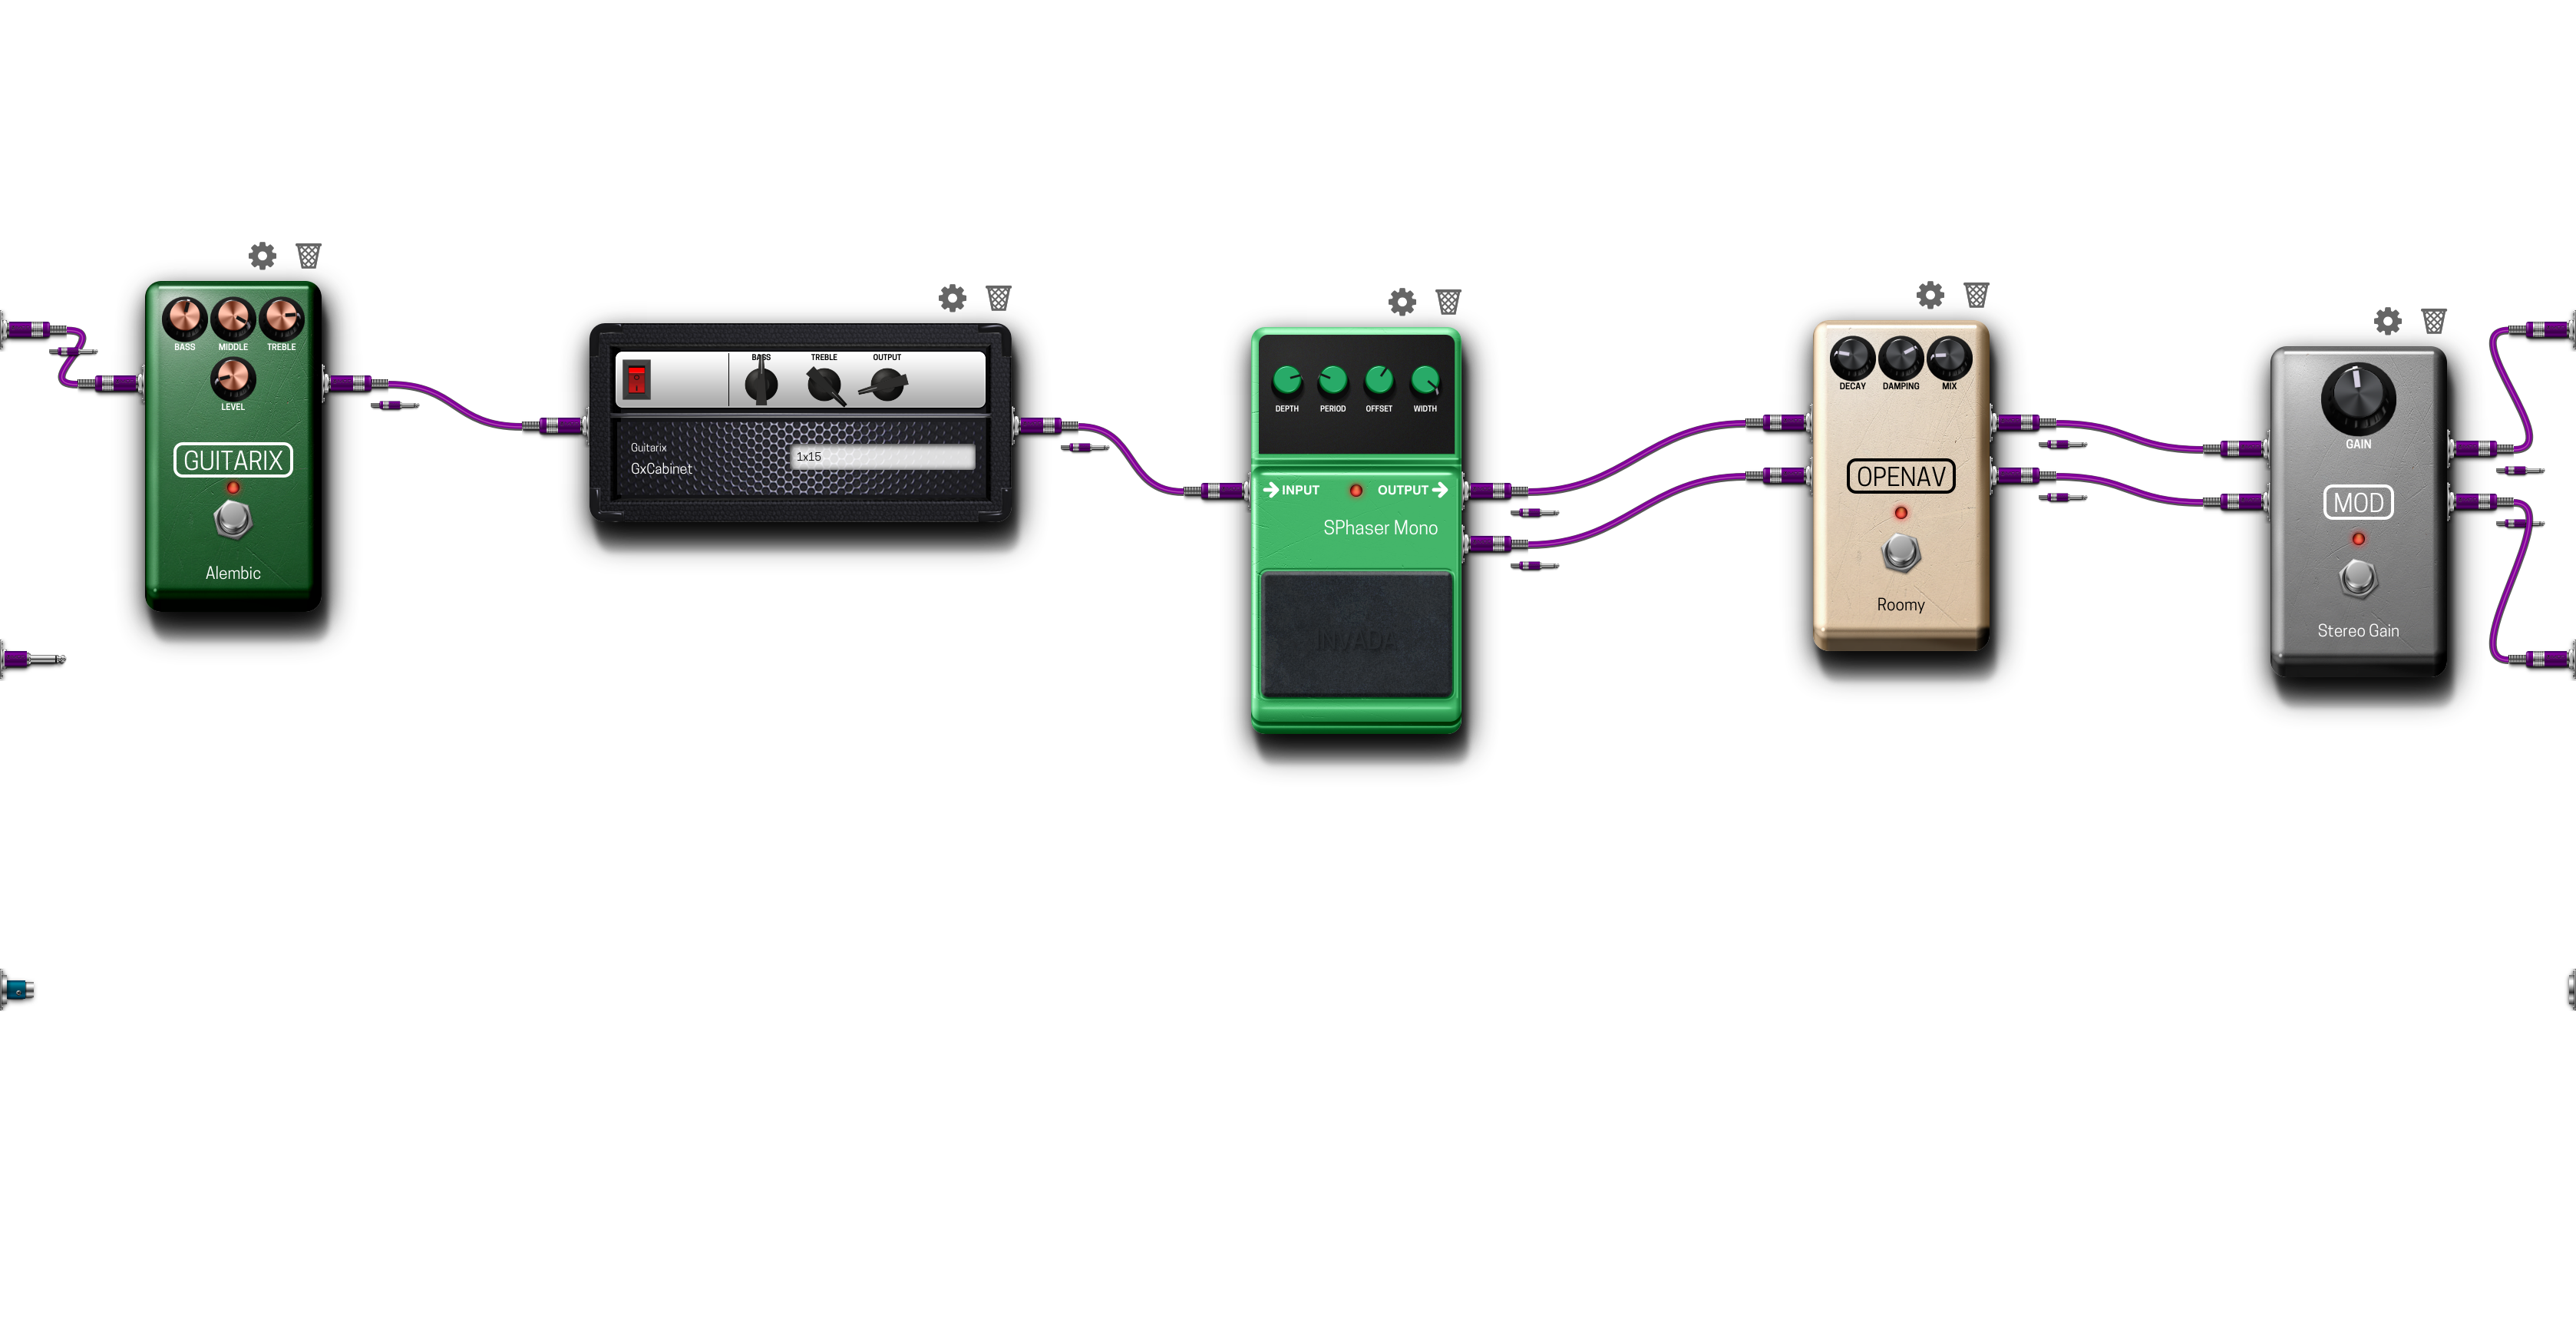 BASS MIDDLE TREBLE
LEVEL
GUITARIX
Alembic
BASS TREBLE OUTPUT
Guitarix
GxCabinet
1x15
DEPTH PERIOD OFFSET WIDTH
INPUT OUTPUT
SPhaser Mono
INVADA
DECAY DAMPING MIX
OPENAV
Roomy
GAIN
MOD
Stereo Gain